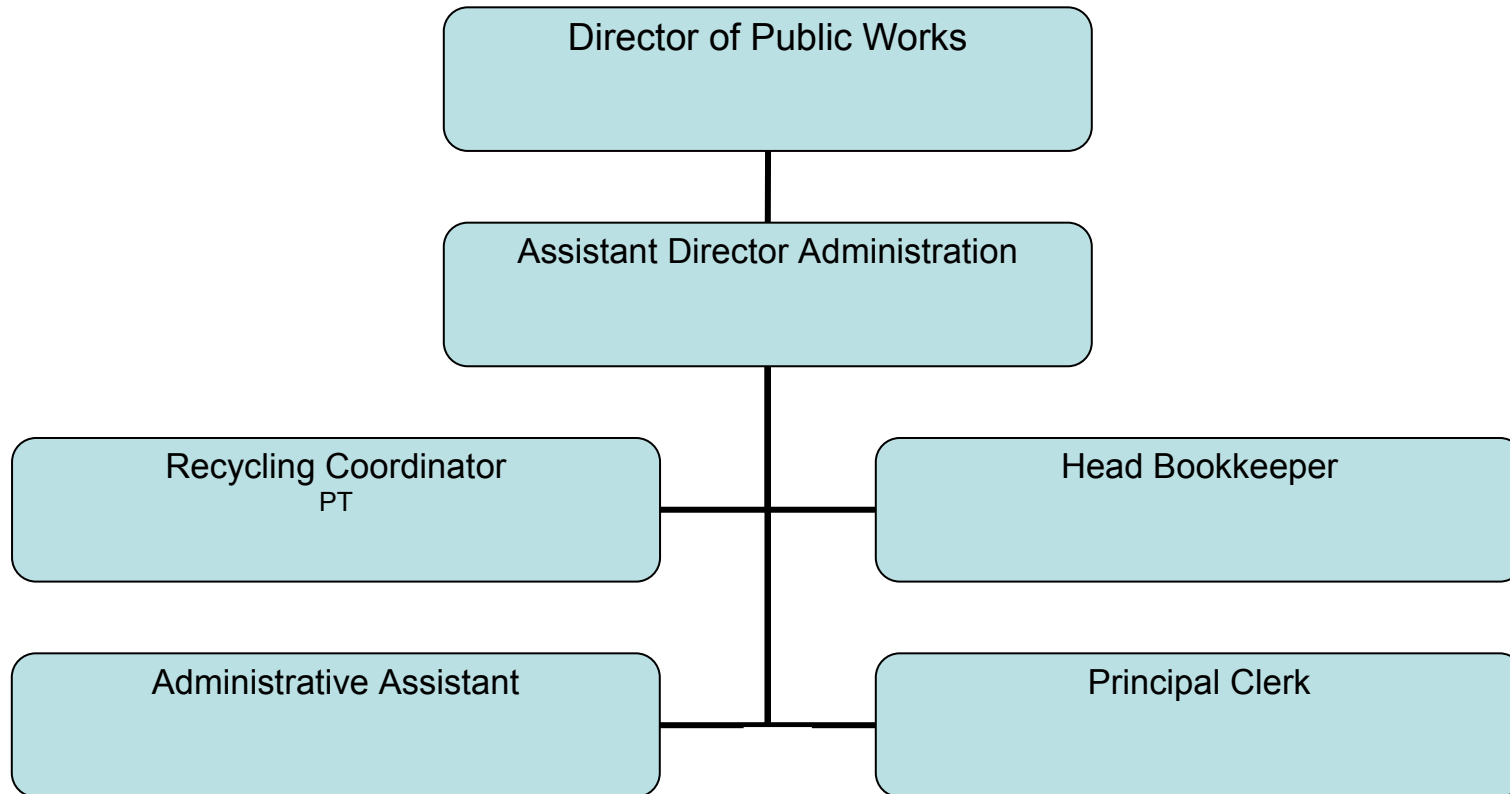 Director of Public Works
Assistant Director Administration
Recycling Coordinator
PT
Head Bookkeeper
Administrative Assistant
Principal Clerk